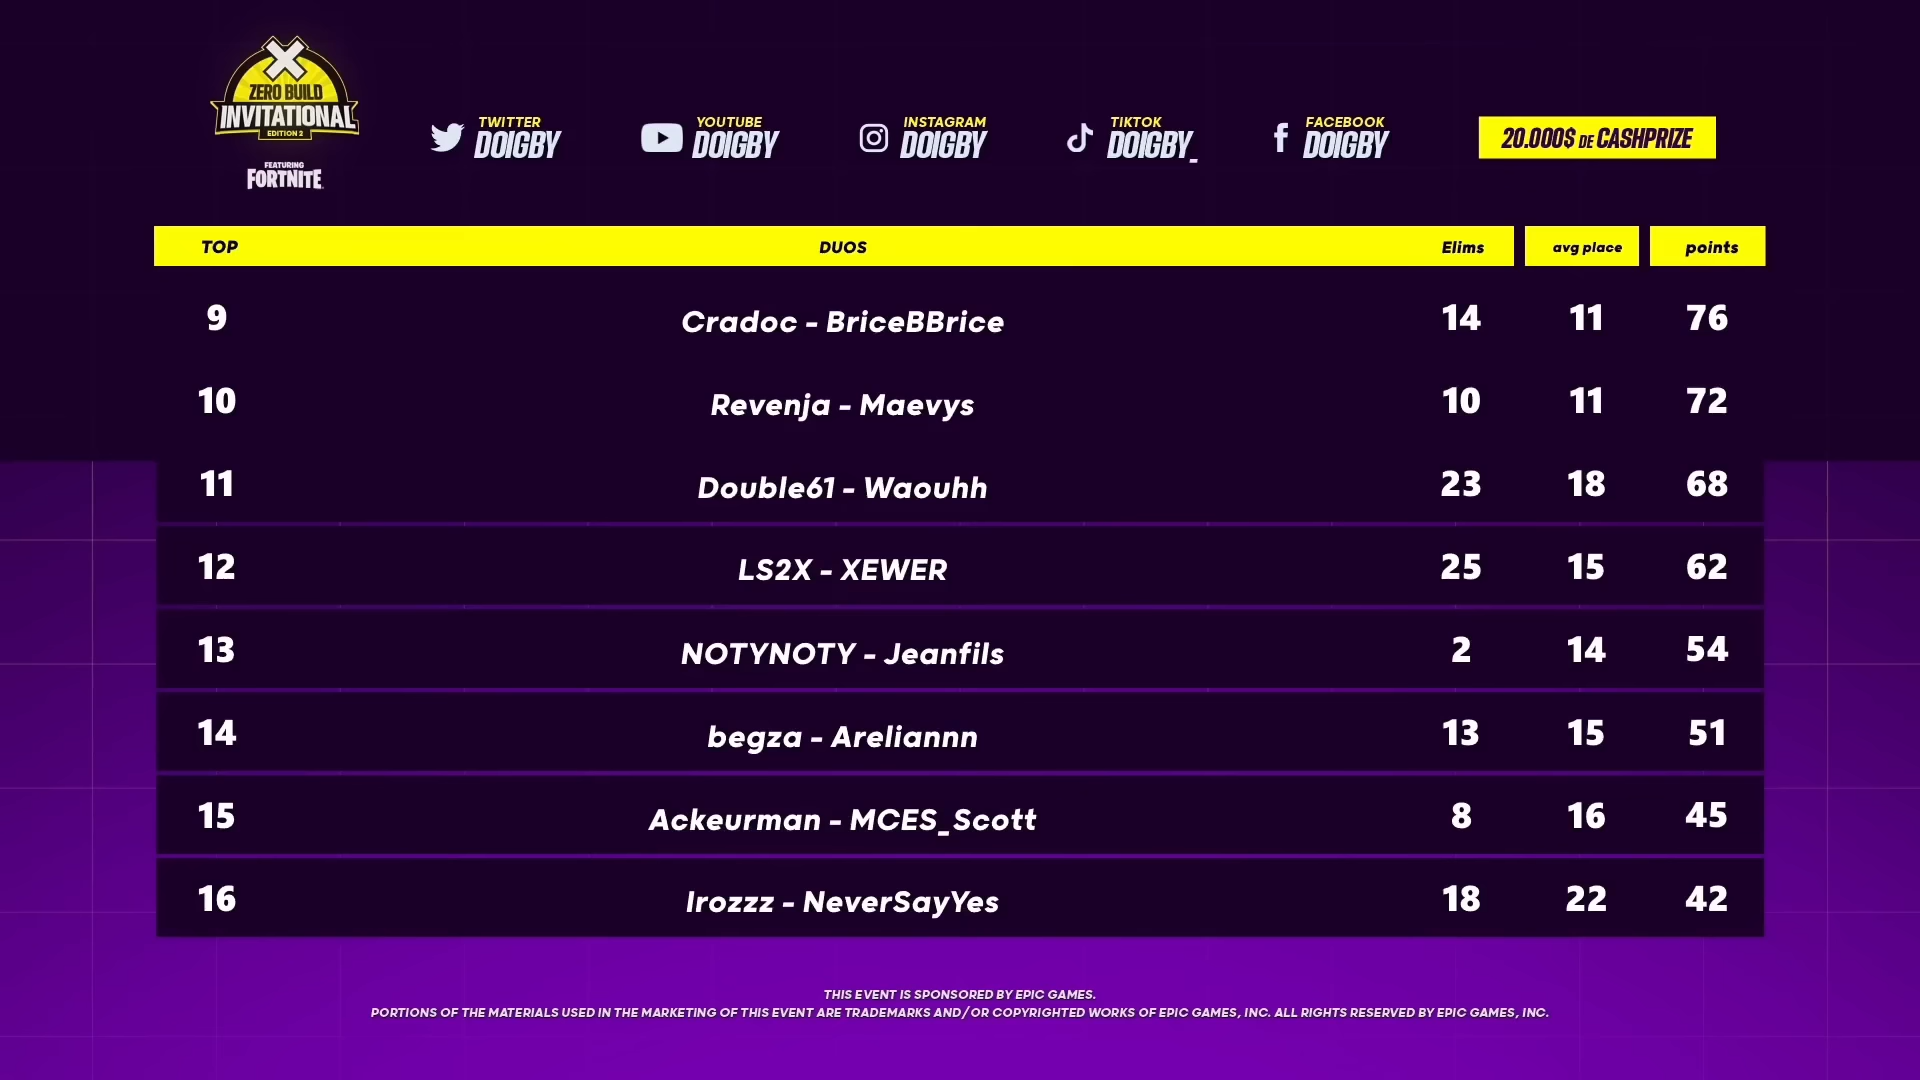 ZERO BUILD
INVITATIONAL
EDITION 2
FEATURING
FORTNITE
TWITTER
DOIGBY
YOUTUBE
DOIGBY
INSTAGRAM
DOIGBY
TIKTOK
DOIGBY_
FACEBOOK
DOIGBY
20.000$ DE CASHPRIZE
TOP DUOS Elims avg place points
9 Cradoc - BriceBBrice 14 11 76
10 Revenja - Maevys 10 11 72
11 Double61 - Waouhh 23 18 68
12 LS2X - XEWER 25 15 62
13 NOTYNOTY - Jeanfils 2 14 54
14 begza - Areliannn 13 15 51
15 Ackeurman - MCES_Scott 8 16 45
16 Irozzz - NeverSayYes 18 22 42
THIS EVENT IS SPONSORED BY EPIC GAMES.
PORTIONS OF THE MATERIALS USED IN THE MARKETING OF THIS EVENT ARE TRADEMARKS AND/OR COPYRIGHTED WORKS OF EPIC GAMES, INC. ALL RIGHTS RESERVED BY EPIC GAMES, INC.